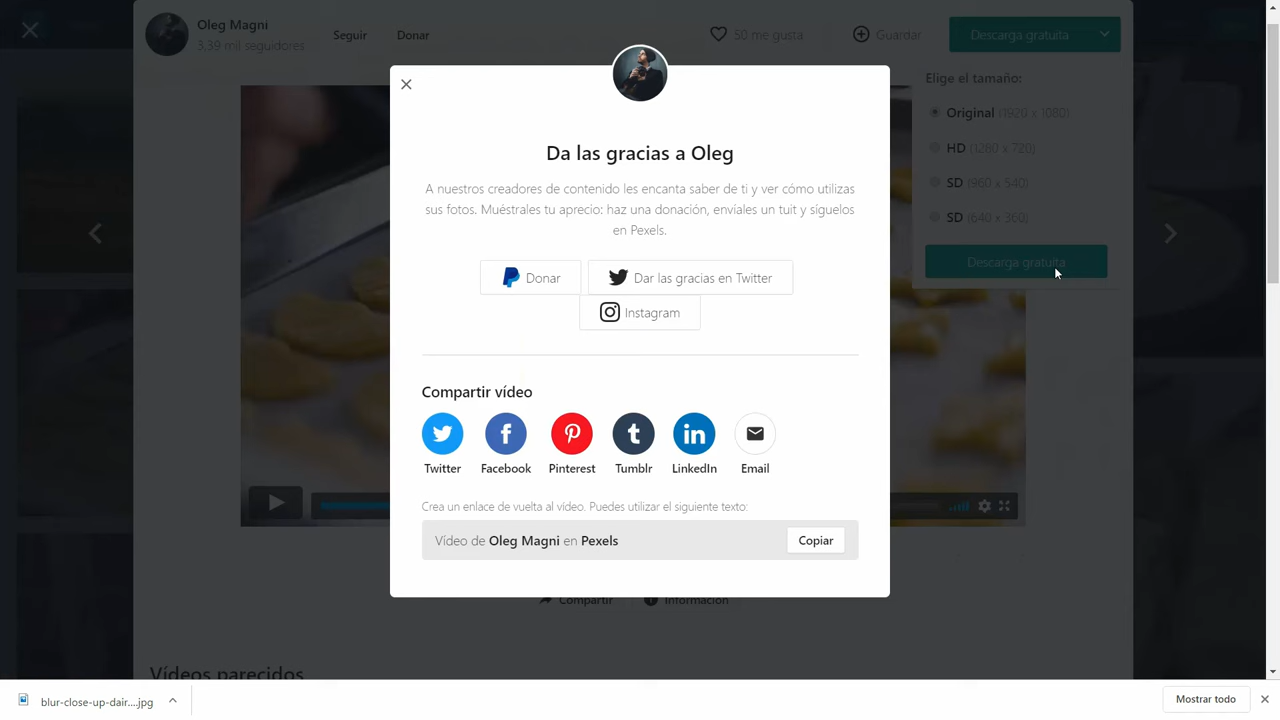 Oleg Magni
3,39 mil seguidores
Seguir
Donar
50 me gusta
Guardar
Descarga gratuita
Elige el tamaño:
Original (1920 x 1080)
HD (1280 x 720)
SD (960 x 540)
SD (640 x 360)
Descarga gratuita
Da las gracias a Oleg
A nuestros creadores de contenido les encanta saber de ti y ver cómo utilizas
sus fotos. Muéstrales tu aprecio: haz una donación, enviales un tuit y síguelos
en Pexels.
Donar
Dar las gracias en Twitter
Instagram
Compartir vídeo
Twitter
Facebook
Pinterest
Tumblr
LinkedIn
Email
Crea un enlace de vuelta al vídeo. Puedes utilizar el siguiente texto:
Vídeo de Oleg Magni en Pexels
Copiar
Compartir
Información
Vídeos parecidos
blur-close-up-dair....jpg
Mostrar todo